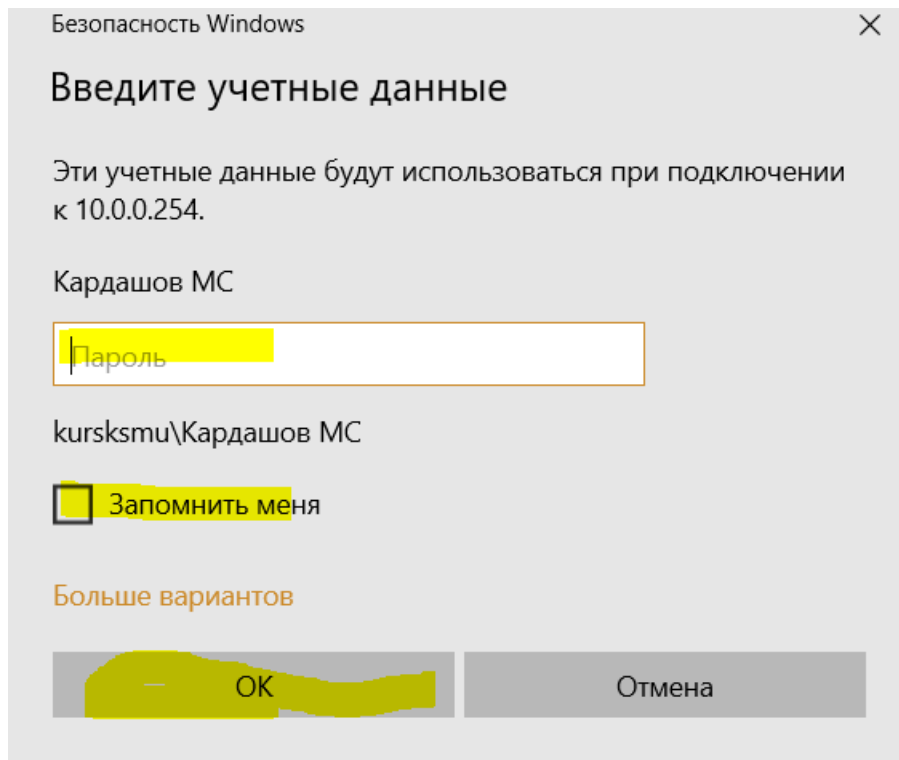 Безопасность Windows
Введите учетные данные
Эти учетные данные будут использоваться при подключении
к 10.0.0.254.
Кардашов МС
Пароль
kursksmu\Кардашов МС
Запомнить меня
Больше вариантов
ОК
Отмена